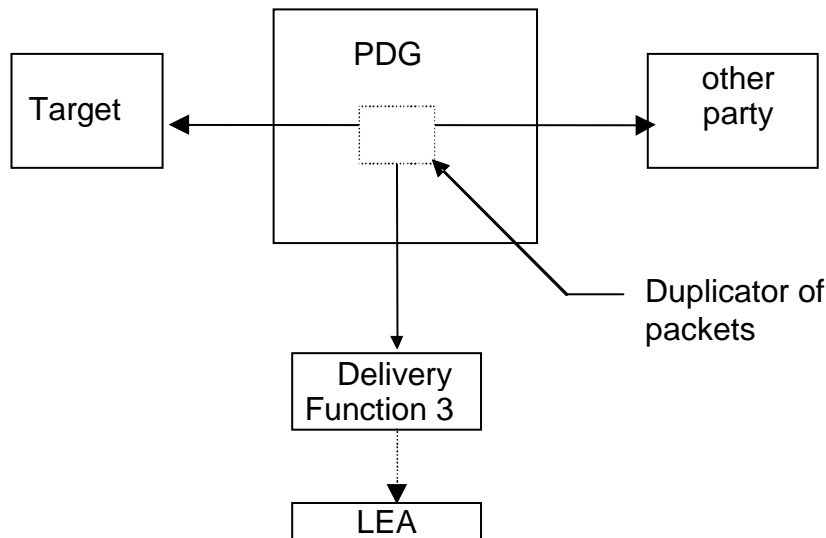 PDG
Target
other
party
Duplicator of
packets
Delivery
Function 3
LEA